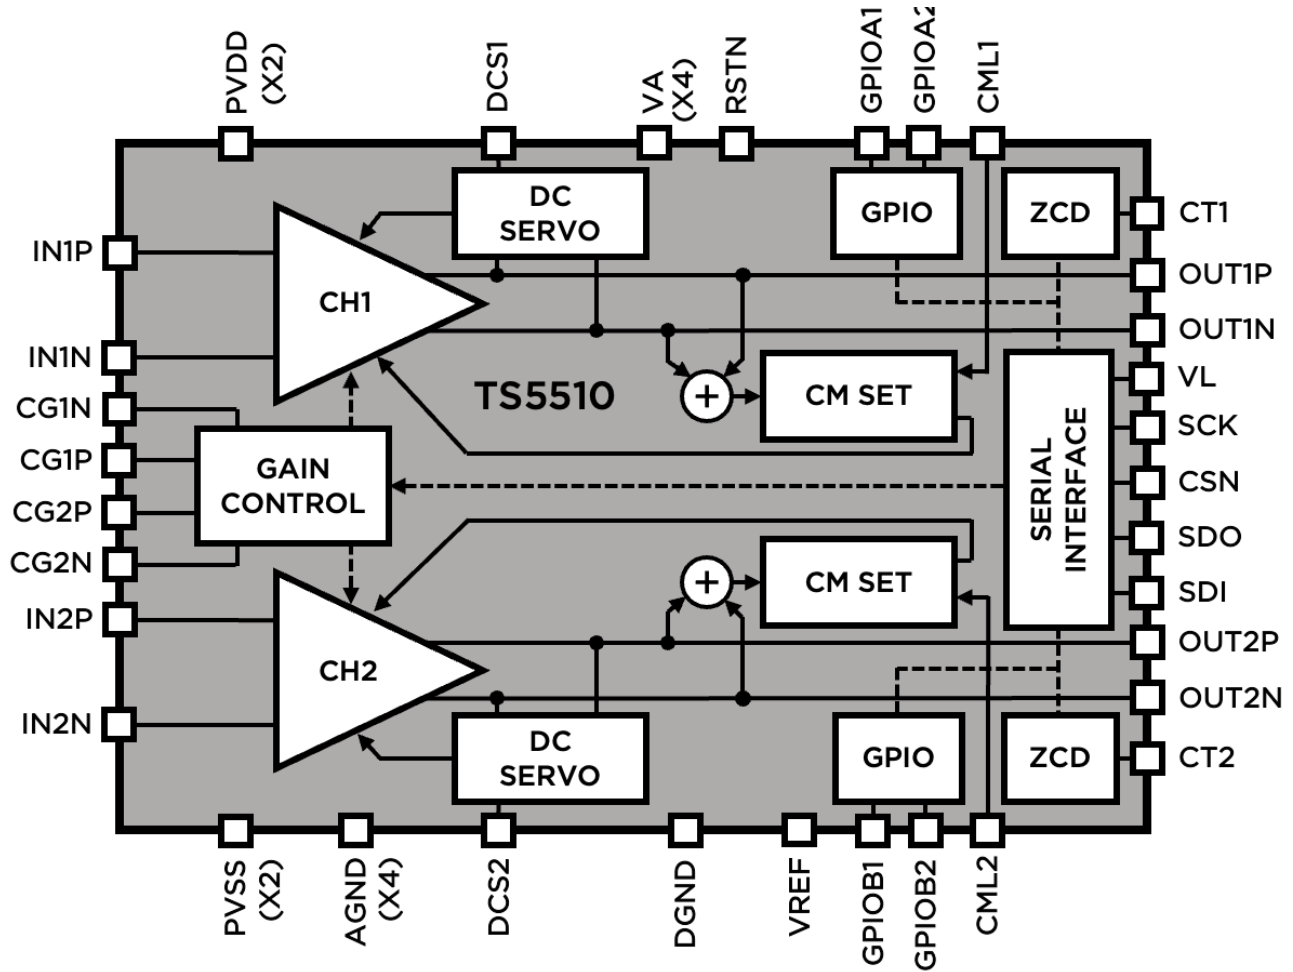 PVDD
(X2)
DCS1
VA
(X4)
RSTN
GPIOA1
GPIOA2
CML1
IN1P
IN1N
CG1N
CG1P
CG2P
CG2N
IN2P
IN2N
DC
SERVO
GPIO
ZCD
CH1
TS5510
+
CM SET
GAIN
CONTROL
SERIAL
INTERFACE
+
CM SET
CH2
DC
SERVO
GPIO
ZCD
CT1
OUT1P
OUT1N
VL
SCK
CSN
SDO
SDI
OUT2P
OUT2N
CT2
PVSS
(X2)
AGND
(X4)
DCS2
DGND
VREF
GPIOB1
GPIOB2
CML2